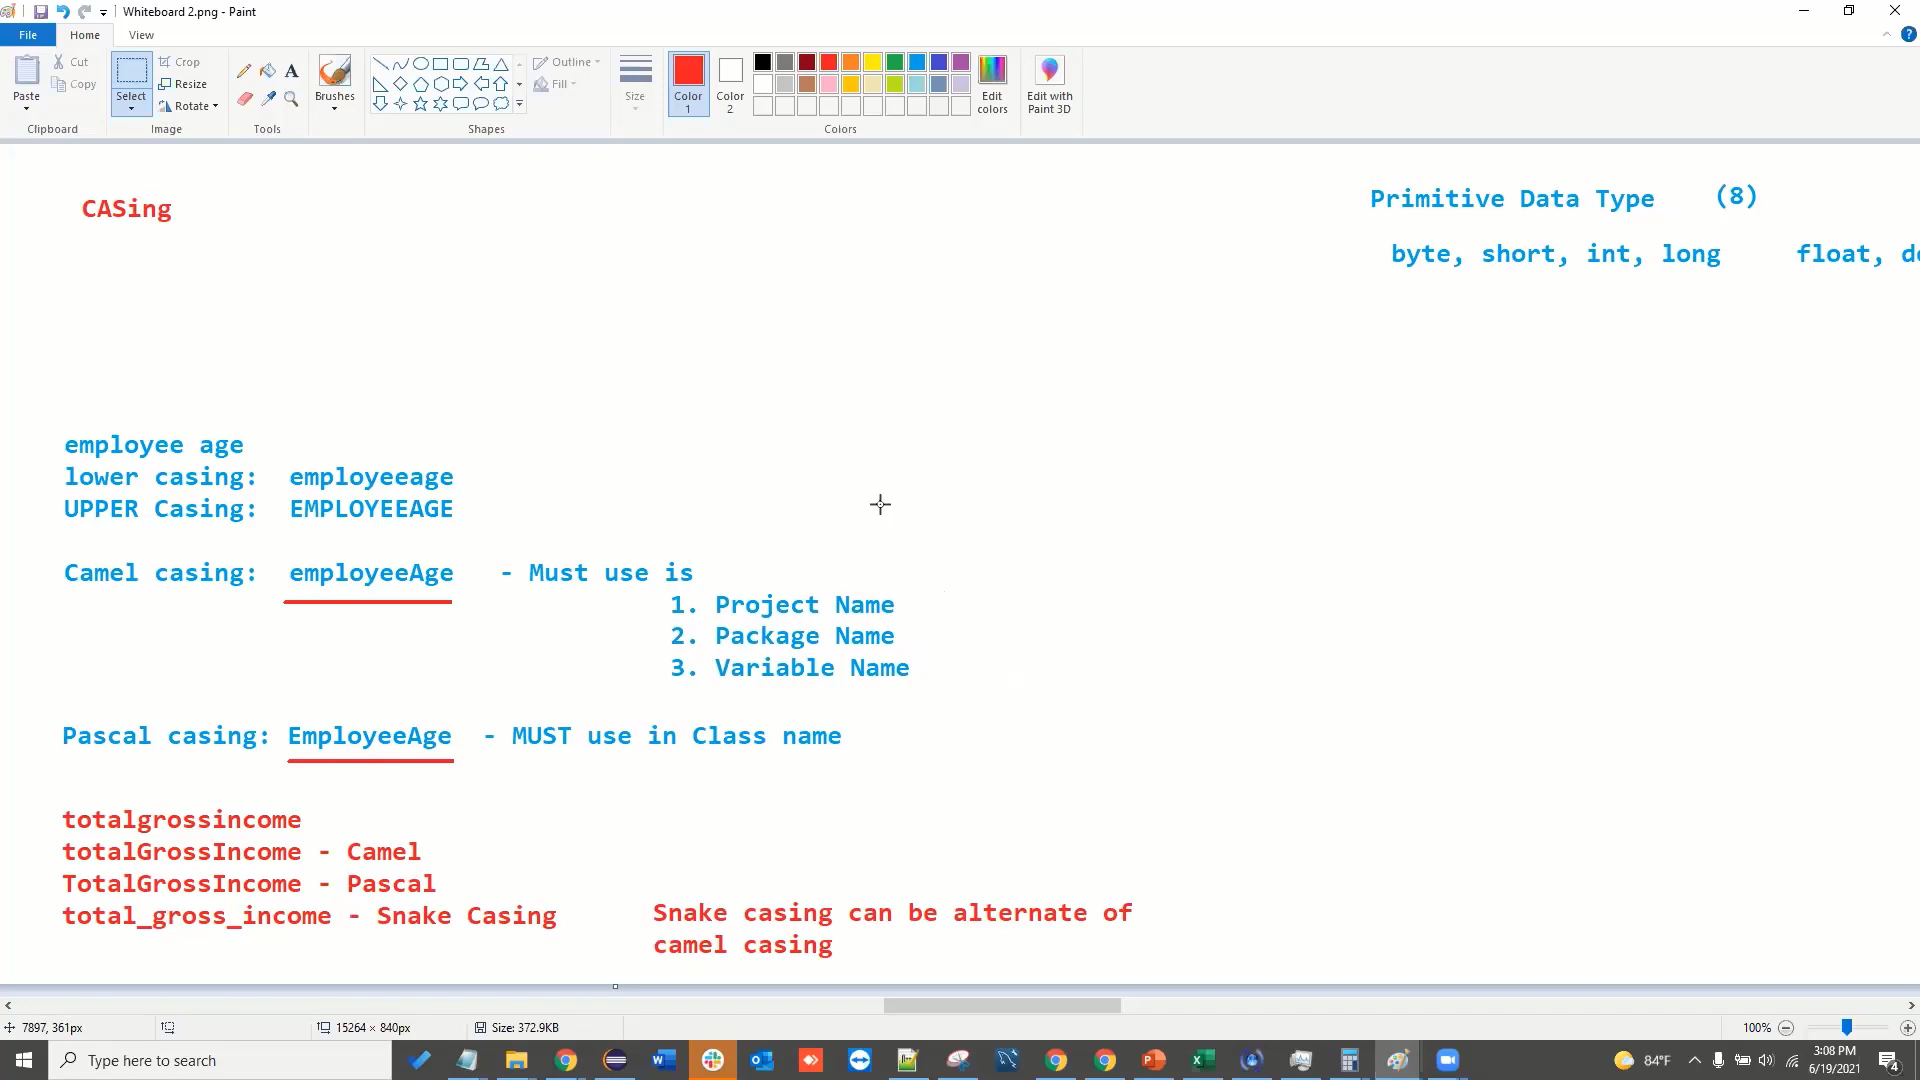 Whiteboard 2.png - Paint
File
Home
View
Paste
Cut
Copy
Clipboard
Select
Crop
Resize
Rotate
Image
A
Tools
Brushes
Outline
Fill
Shapes
Size
Color 1
Color 2
Edit colors
Colors
Edit with Paint 3D
CASing
Primitive Data Type (8)
byte, short, int, long float, do
employee age
lower casing: employeeage
UPPER Casing: EMPLOYEEAGE
Camel casing: employeeAge - Must use is
1. Project Name
2. Package Name
3. Variable Name
Pascal casing: EmployeeAge - MUST use in Class name
totalgrossincome
totalGrossIncome - Camel
TotalGrossIncome - Pascal
total_gross_income - Snake Casing
Snake casing can be alternate of
camel casing
7897, 361px
15264 × 840px
Size: 372.9KB
100%
Type here to search
84°F
3:08 PM
6/19/2021
4